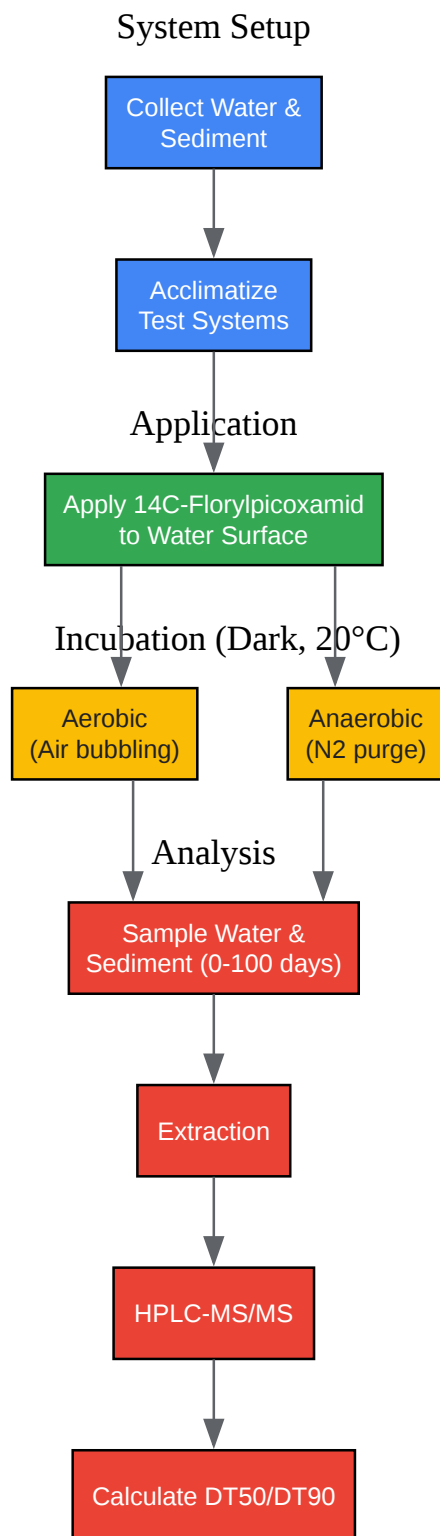 System Setup
Collect Water &
Sediment
Acclimatize
Test Systems
Application
Apply 14C-Florylpicoxamid
to Water Surface
Incubation (Dark, 20°C)
Aerobic
(Air bubbling)
Anaerobic
(N2 purge)
Analysis
Sample Water &
Sediment (0-100 days)
Extraction
HPLC-MS/MS
Calculate DT50/DT90